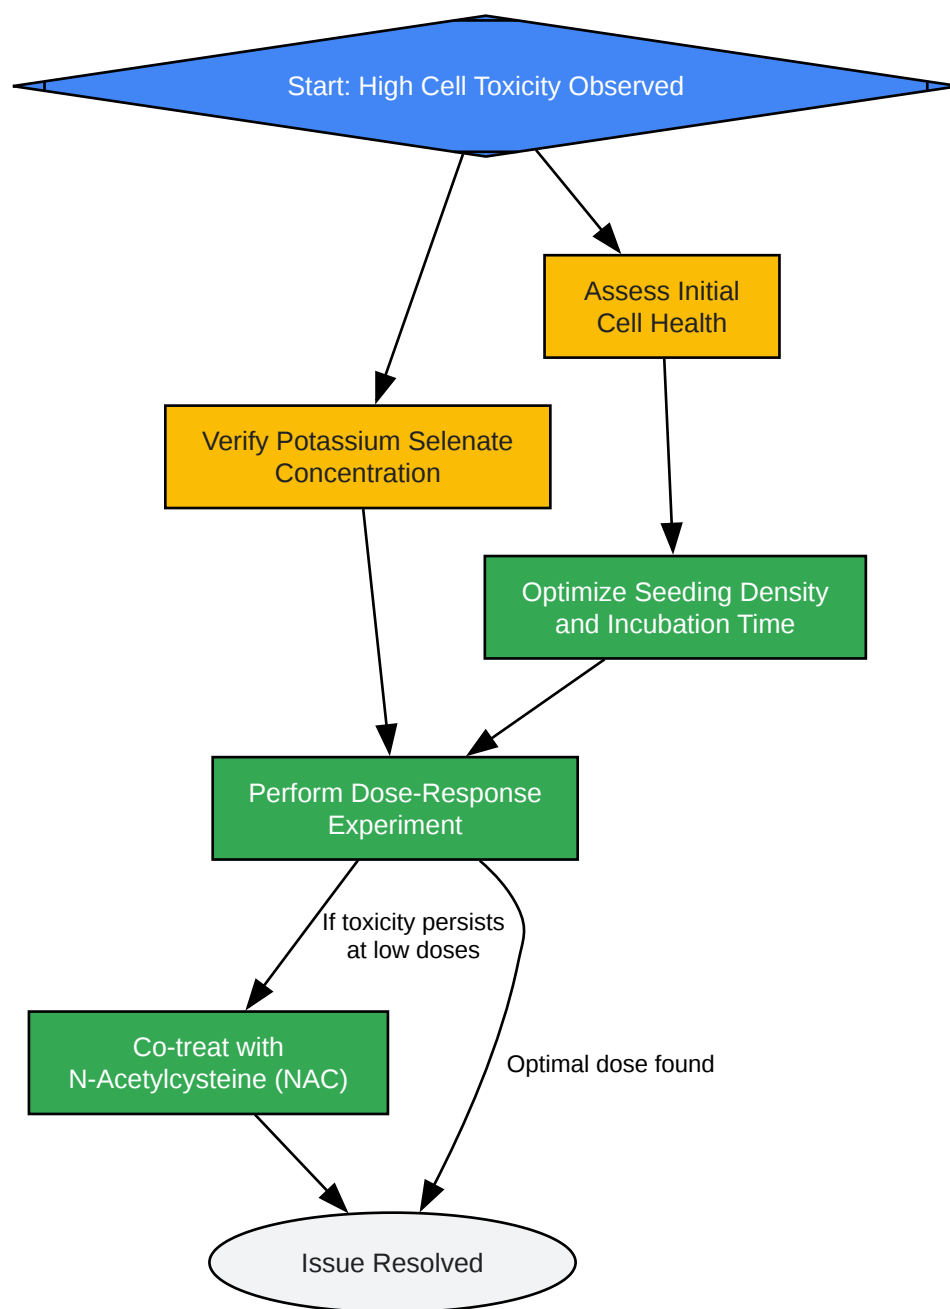 Start: High Cell Toxicity Observed
Assess Initial
Cell Health
Verify Potassium Selenate
Concentration
Optimize Seeding Density
and Incubation Time
Perform Dose-Response
Experiment
If toxicity persists
at low doses
Co-treat with
N-Acetylcysteine (NAC)
Optimal dose found
Issue Resolved